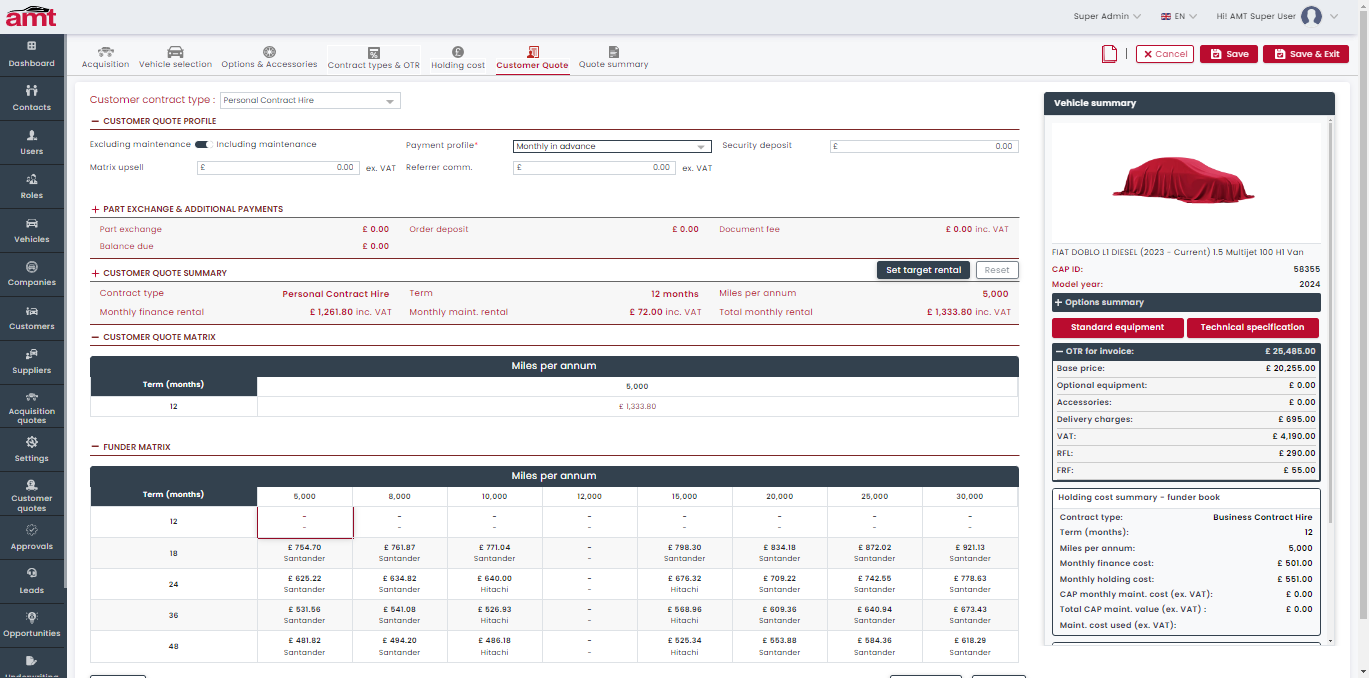 amt
Super Admin
EN
Hi! AMT Super User
Dashboard
Contacts
Users
Roles
Vehicles
Companies
Customers
Suppliers
Acquisition
quotes
Settings
Customer
quotes
Approvals
Leads
Opportunities
Underwriting
Acquisition
Vehicle selection
Options & Accessories
Contract types & OTR
Holding cost
Customer Quote
Quote summary
Cancel
Save
Save & Exit
Customer contract type : Personal Contract Hire
CUSTOMER QUOTE PROFILE
Excluding maintenance Including maintenance Payment profile* Monthly in advance Security deposit £ 0.00
Matrix upsell £ 0.00 ex. VAT Referrer comm. £ 0.00 ex. VAT
PART EXCHANGE & ADDITIONAL PAYMENTS
Part exchange £ 0.00 Order deposit £ 0.00 Document fee £ 0.00 inc. VAT
Balance due £ 0.00
CUSTOMER QUOTE SUMMARY Set target rental Reset
Contract type Personal Contract Hire Term 12 months Miles per annum 5,000
Monthly finance rental £ 1,261.80 inc. VAT Monthly maint. rental £ 72.00 inc. VAT Total monthly rental £ 1,333.80 inc. VAT
CUSTOMER QUOTE MATRIX
Miles per annum
Term (months) 5,000
12 £ 1,333.80
FUNDER MATRIX
Miles per annum
Term (months) 5,000 8,000 10,000 12,000 15,000 20,000 25,000 30,000
12 - - - - - - - -
- - - - - - - -
18 £ 754.70 £ 761.87 £ 771.04 - £ 798.30 £ 834.18 £ 872.02 £ 921.13
Santander Santander Santander - Santander Santander Santander Santander
24 £ 625.22 £ 634.82 £ 640.00 - £ 676.32 £ 709.22 £ 742.55 £ 778.63
Santander Santander Hitachi - Santander Santander Santander Santander
36 £ 531.56 £ 541.08 £ 526.93 - £ 568.96 £ 609.36 £ 640.94 £ 673.43
Santander Santander Hitachi - Santander Santander Santander Santander
48 £ 481.82 £ 494.20 £ 486.18 - £ 525.34 £ 553.88 £ 584.36 £ 618.29
Santander Santander Hitachi - Hitachi Santander Santander Santander
Vehicle summary
FIAT DOBLO L1 DIESEL (2023 - Current) 1.5 Multijet 100 H1 Van
CAP ID: 58355
Model year: 2024
Options summary
Standard equipment
Technical specification
OTR for invoice: £ 25,485.00
Base price: £ 20,255.00
Optional equipment: £ 0.00
Accessories: £ 0.00
Delivery charges: £ 695.00
VAT: £ 4,190.00
RFL: £ 290.00
FRF: £ 55.00
Holding cost summary - funder book
Contract type: Business Contract Hire
Term (months): 12
Miles per annum: 5,000
Monthly finance cost: £ 501.00
Monthly holding cost: £ 551.00
CAP monthly maint. cost (ex. VAT): £ 0.00
Total CAP maint. value (ex. VAT) : £ 0.00
Maint. cost used (ex. VAT):